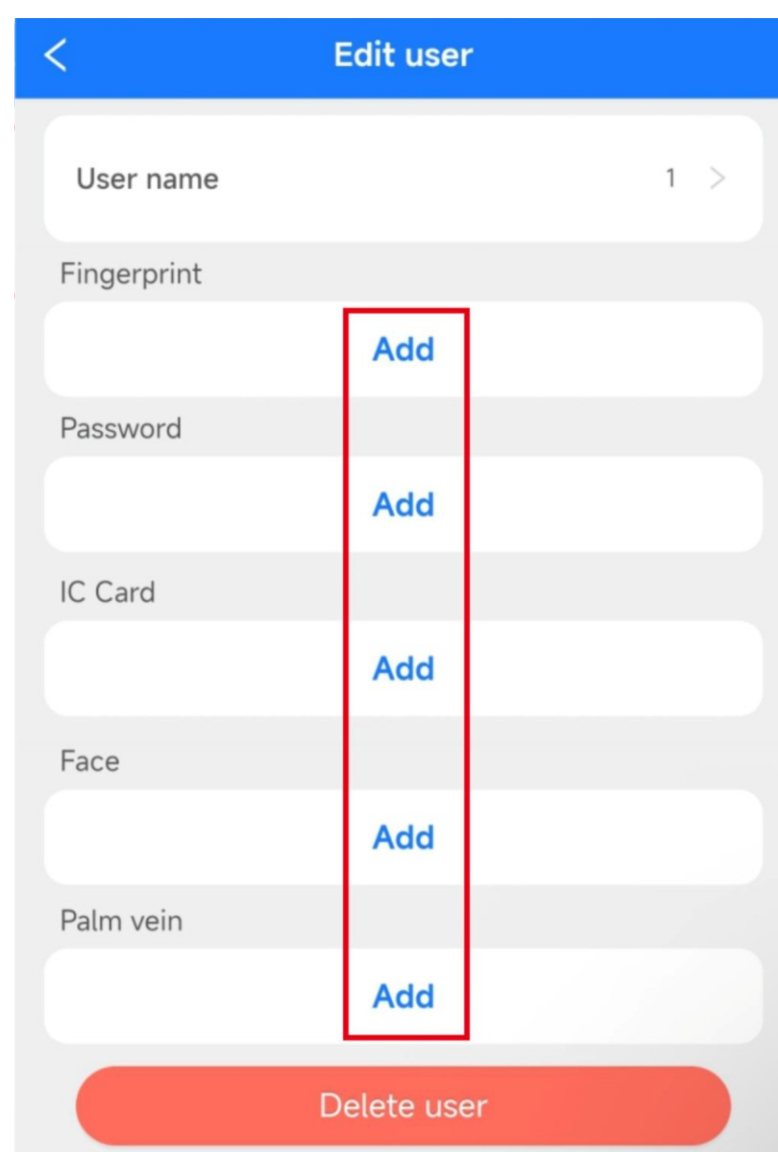 Edit user
User name 1 >
Fingerprint
Add
Password
Add
IC Card
Add
Face
Add
Palm vein
Add
Delete user